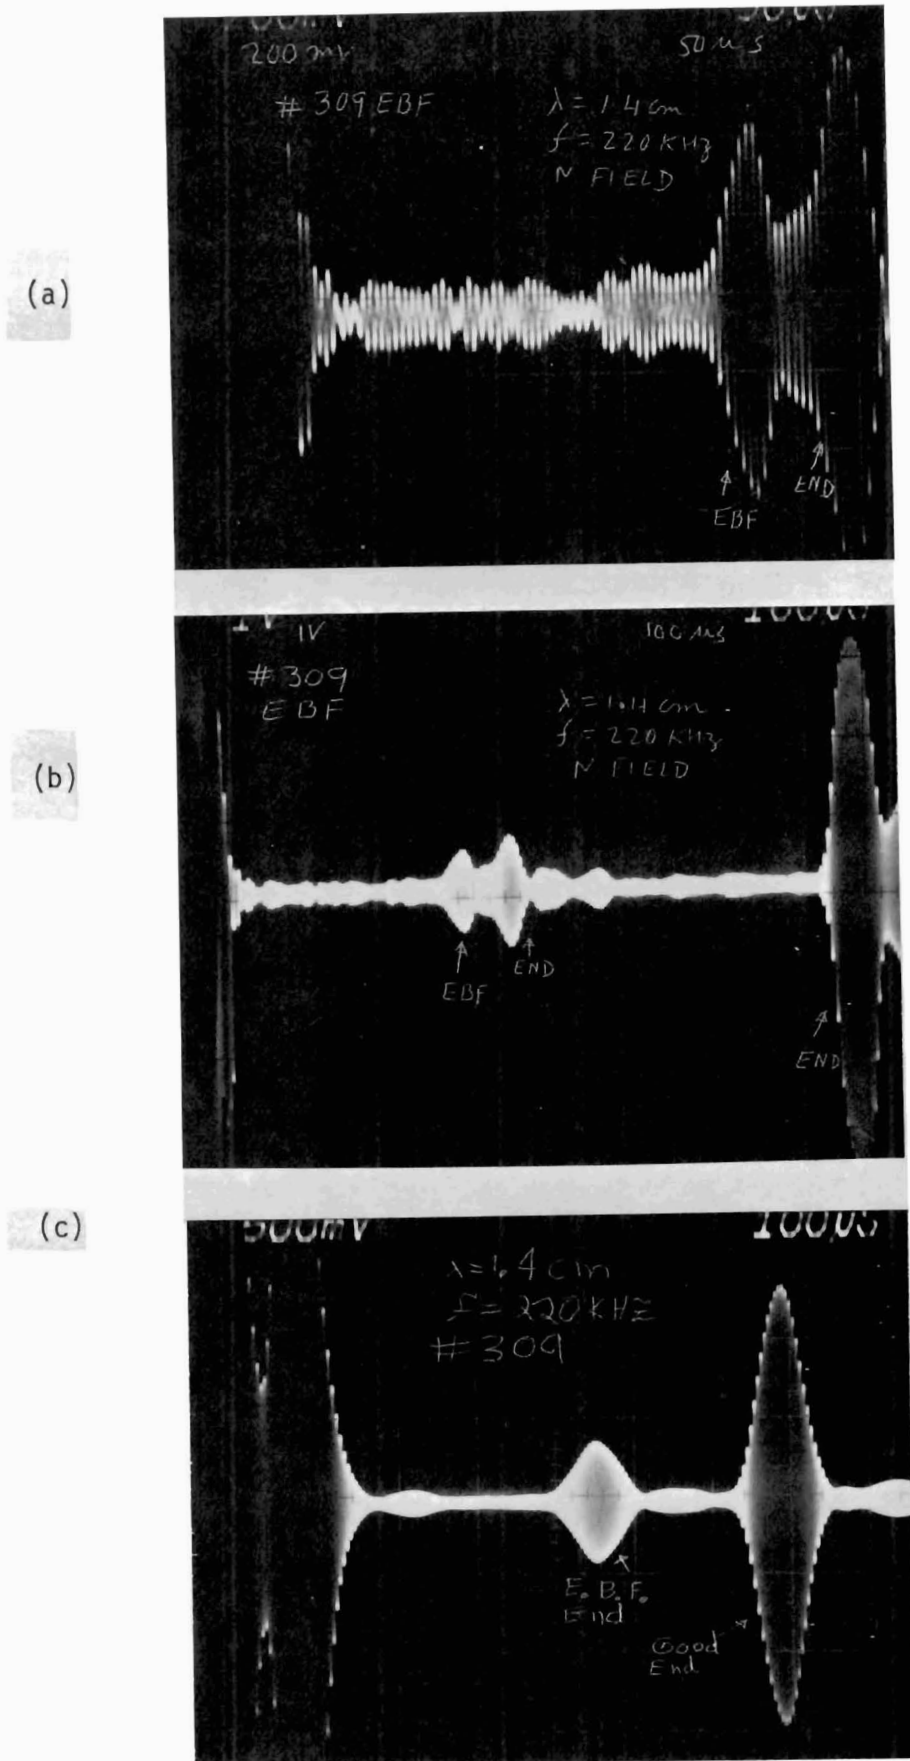 (a)
200 mV
50 μs
# 309 EBF
λ = 1.4 cm
f = 220 KHz
N FIELD
EBF
END
(b)
1V
100 μs
# 309
EBF
λ = 1.4 cm
f = 220 KHz
N FIELD
EBF
END
END
(c)
500mV
100μS
λ = 1.4 cm
f = 220 KHZ
# 309
E. B. F.
End
Good
End